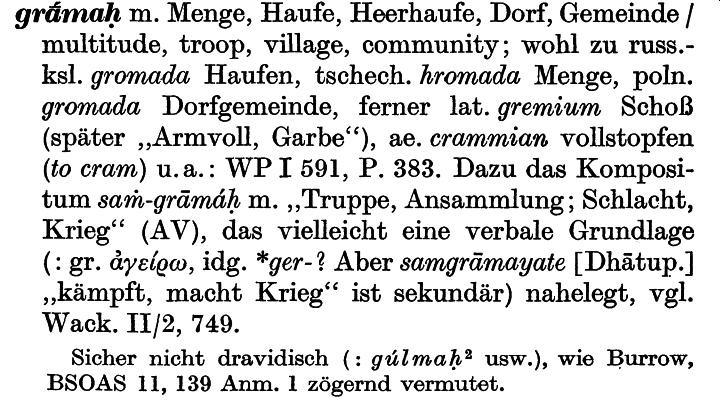 grā́maḥ m. Menge, Haufe, Heerhaufe, Dorf, Gemeinde /
multitude, troop, village, community; wohl zu russ.-
ksl. gromada Haufen, tschech. hromada Menge, poln.
gromada Dorfgemeinde, ferner lat. gremium Schoß
(später „Armvoll, Garbe“), ae. crammian vollstopfen
(to cram) u. a.: WP I 591, P. 383. Dazu das Komposi-
tum saṁ-grāmáḥ m. „Truppe, Ansammlung; Schlacht,
Krieg“ (AV), das vielleicht eine verbale Grundlage
(: gr. ἀγείρω, idg. *ger-? Aber samgrāmayate [Dhātup.]
„kämpft, macht Krieg“ ist sekundär) nahelegt, vgl.
Wack. II/2, 749.
Sicher nicht dravidisch (: gúlmaḥ² usw.), wie Burrow,
BSOAS 11, 139 Anm. 1 zögernd vermutet.